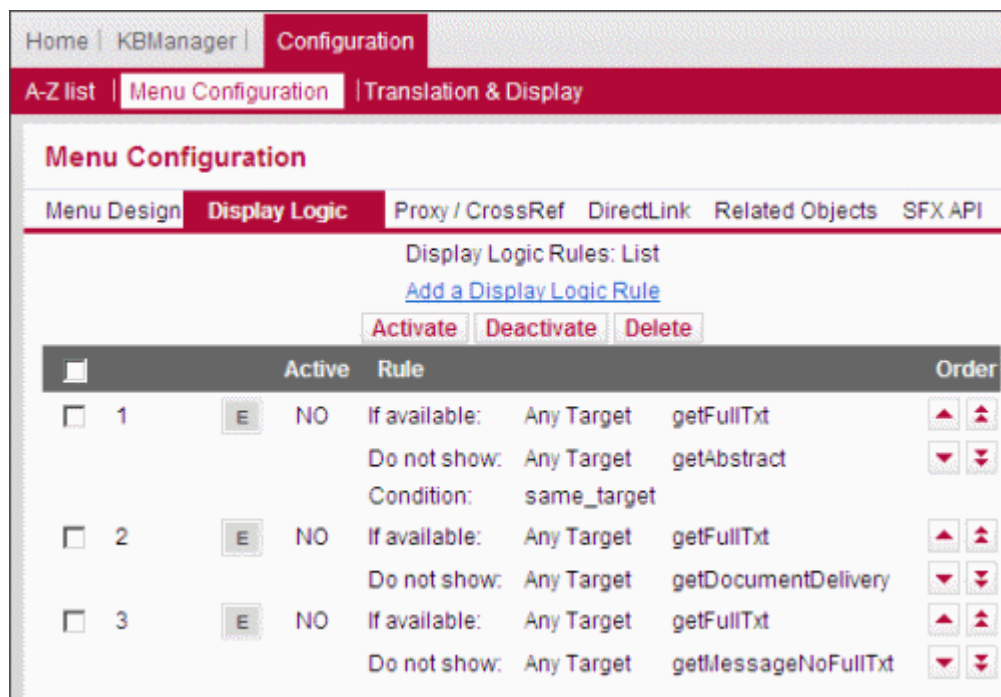 Home | KBManager | Configuration
A-Z list | Menu Configuration | Translation & Display
Menu Configuration
Menu Design Display Logic Proxy / CrossRef DirectLink Related Objects SFX API
Display Logic Rules: List
Add a Display Logic Rule
Activate Deactivate Delete
Active Rule Order
1 E NO If available: Any Target getFullTxt
Do not show: Any Target getAbstract
Condition: same_target
2 E NO If available: Any Target getFullTxt
Do not show: Any Target getDocumentDelivery
3 E NO If available: Any Target getFullTxt
Do not show: Any Target getMessageNoFullTxt